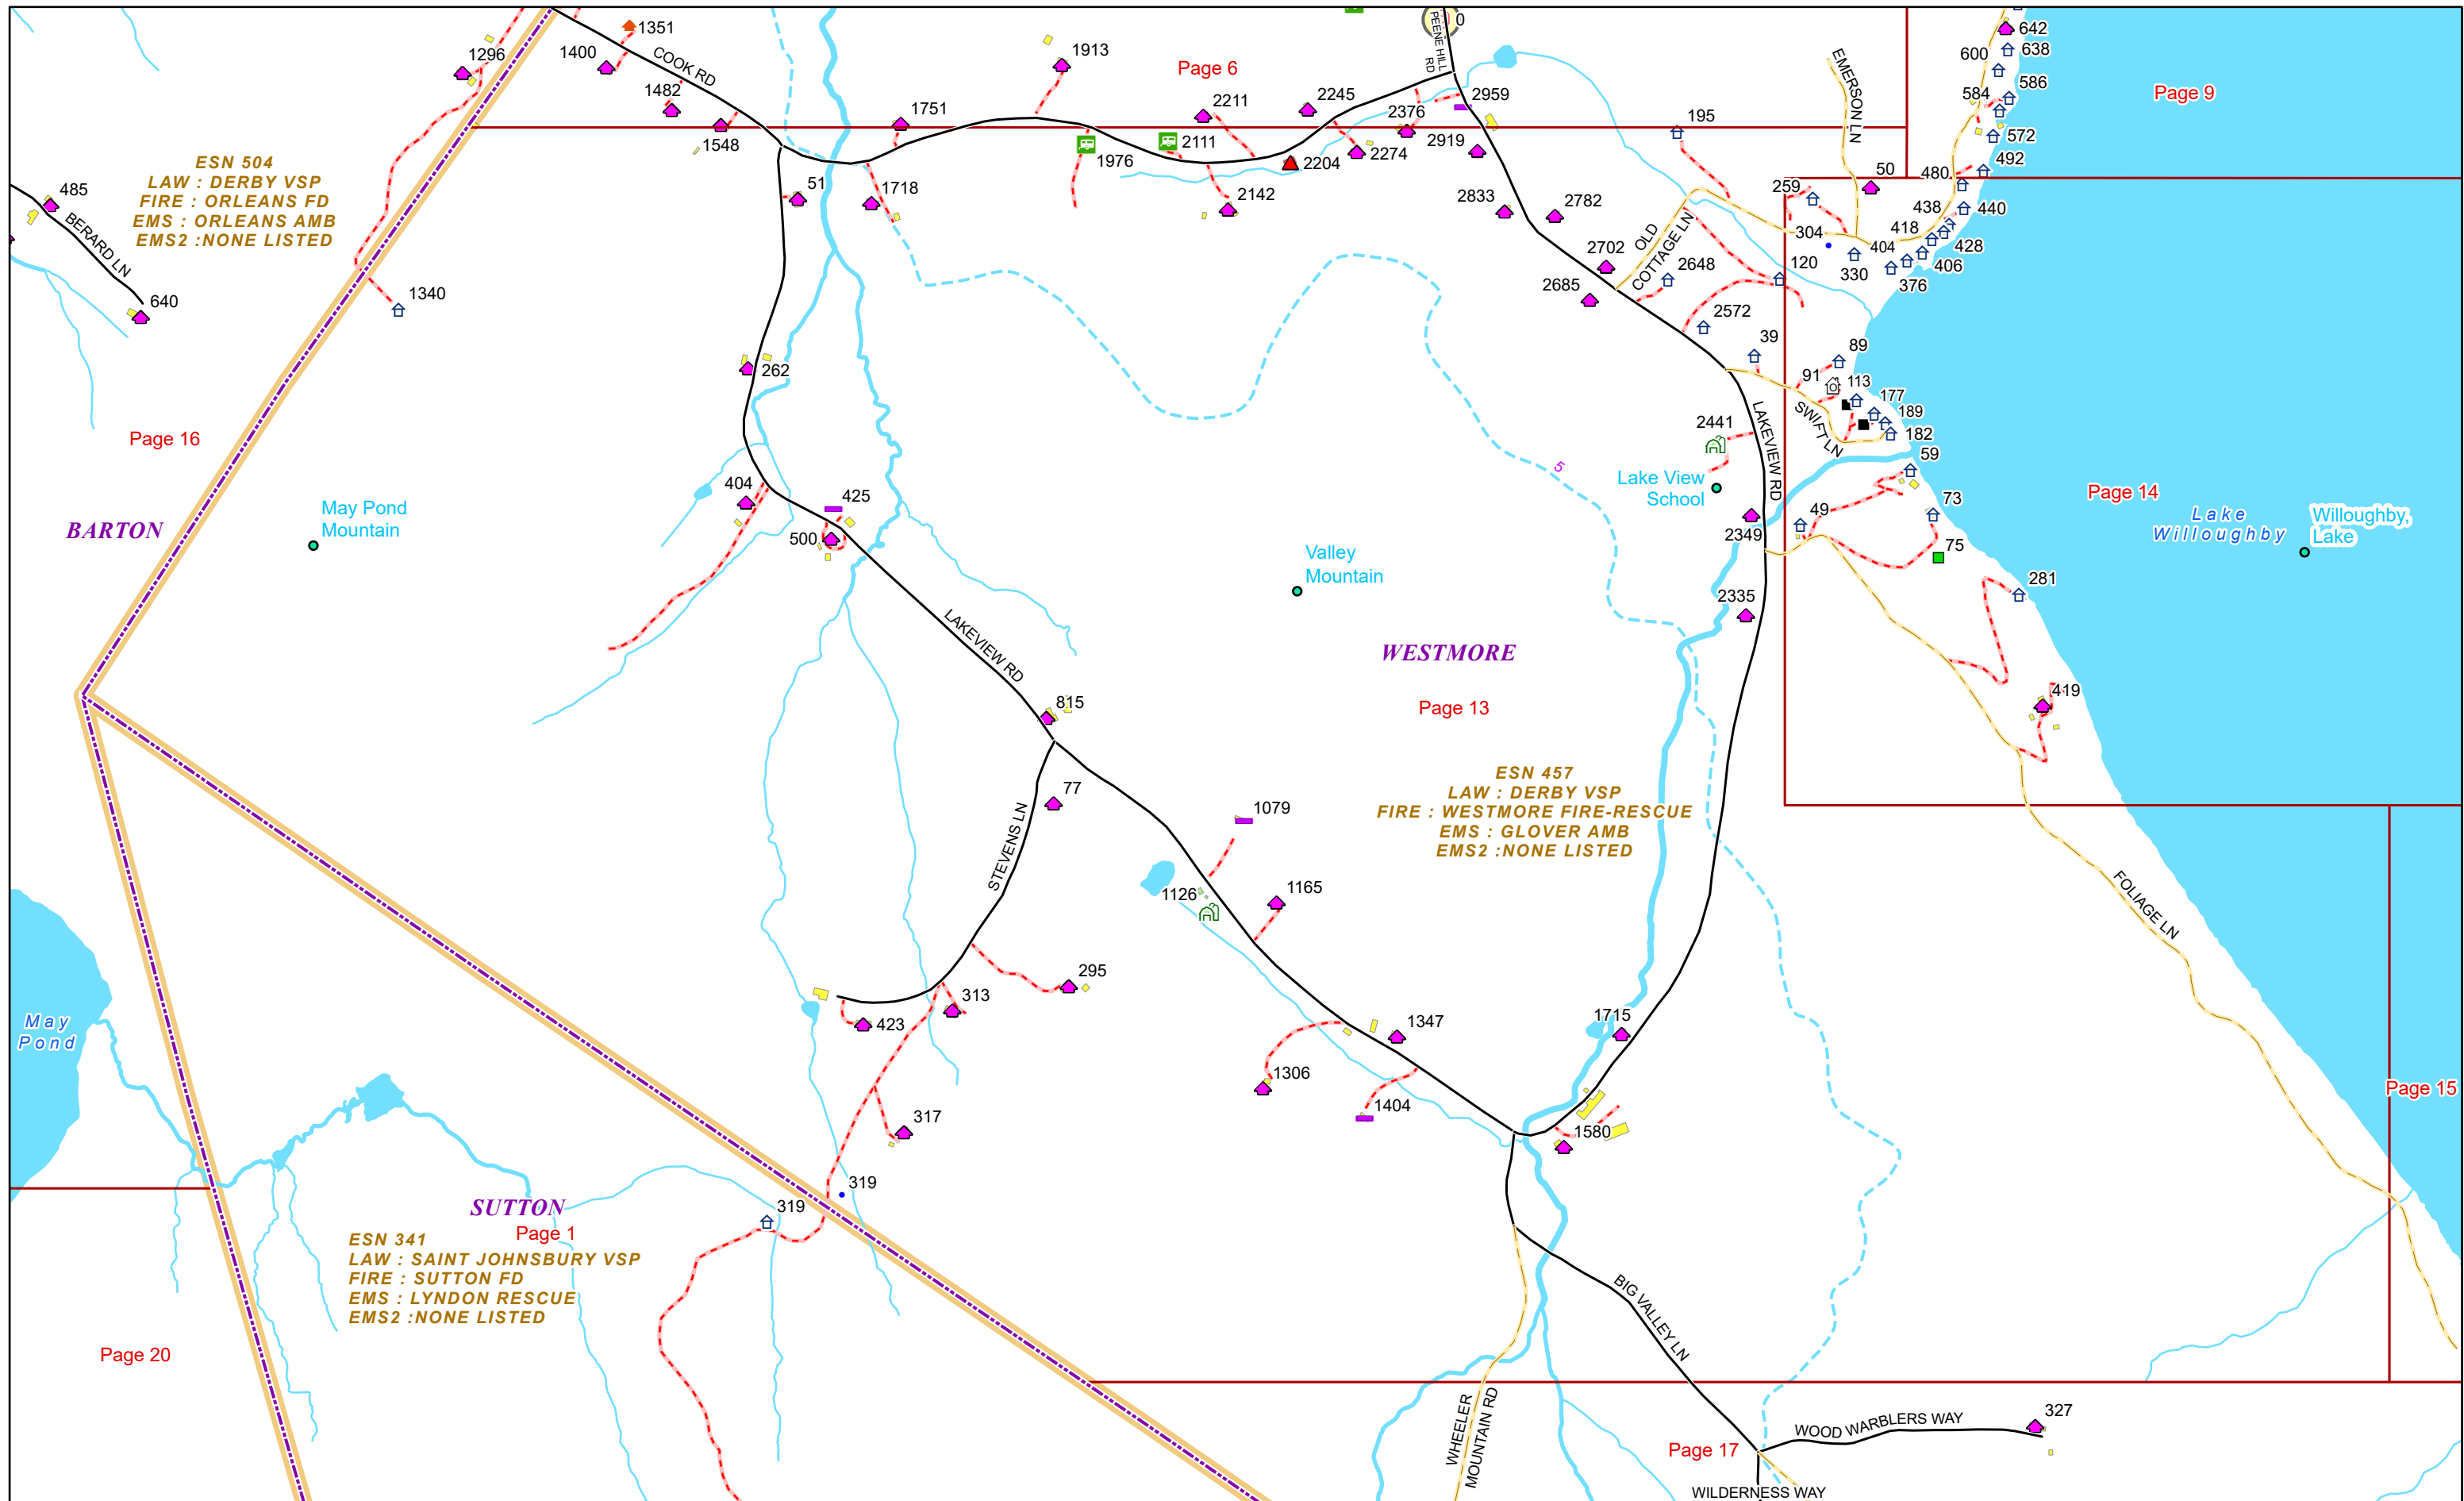 1351
1400
COOK RD
1296
1482
1548
1751
1913
Page 6
2211
2245
2376
2959
PEENE HILL
RD
0
195
EMERSON LN
600
642
638
586
584
572
492
480
Page 9
ESN 504
LAW : DERBY VSP
FIRE : ORLEANS FD
EMS : ORLEANS AMB
EMS2 :NONE LISTED
485
BERARD LN
640
1340
51
1718
1976
2111
2204
2142
2274
2919
2833
2782
2702
2685
OLD
COTTAGE LN
2648
2572
50
259
304
330
404
418
438
440
428
406
376
120
39
89
91
113
177
189
182
SWIFT LN
LAKEVIEW RD
2441
59
73
49
75
281
419
262
Page 16
May Pond
Mountain
BARTON
404
425
500
Lake View
School
5
2349
2335
Page 14
Lake
Willoughby
Willoughby,
Lake
Valley
Mountain
WESTMORE
Page 13
LAKEVIEW RD
815
77
STEVENS LN
ESN 457
LAW : DERBY VSP
FIRE : WESTMORE FIRE-RESCUE
EMS : GLOVER AMB
EMS2 :NONE LISTED
1079
1126
1165
FOLIAGE LN
295
313
423
1347
1306
1404
1715
1580
May
Pond
317
319
319
Page 15
SUTTON
Page 1
ESN 341
LAW : SAINT JOHNSBURY VSP
FIRE : SUTTON FD
EMS : LYNDON RESCUE
EMS2 :NONE LISTED
Page 20
BIG VALLEY LN
WHEELER
MOUNTAIN RD
WOOD WARBLERS WAY
327
Page 17
WILDERNESS WAY